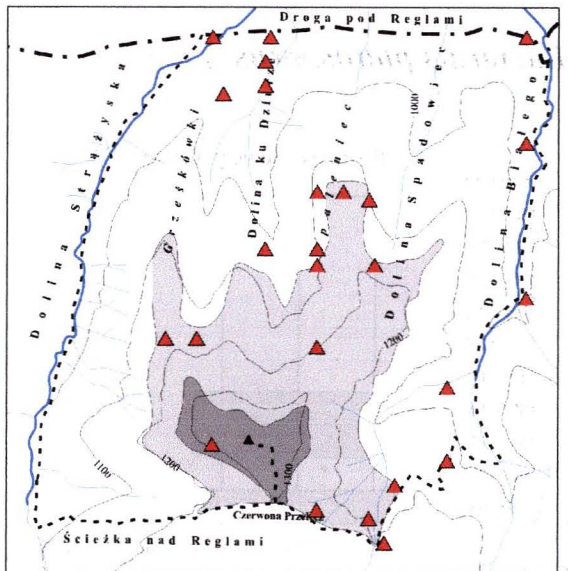 Droga pod Reglami
Dolina Strążyska
Grześkówki
Dolina ku Dziurze
Spaleniec
1000
Dolina Spadowiec
Dolina Białego
1200
1100
1200
1300
Czerwona Przełęcz
Ścieżka nad Reglami